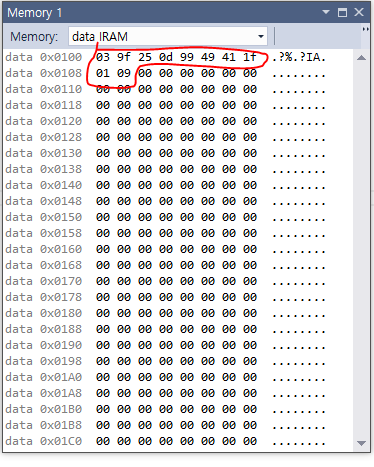 Memory 1
Memory: data IRAM
data 0x0100 03 9f 25 0d 99 49 41 1f .?%.?IA.
data 0x0108 01 09 00 00 00 00 00 00 ........
data 0x0110 00 00 00 00 00 00 00 00 ........
data 0x0118 00 00 00 00 00 00 00 00 ........
data 0x0120 00 00 00 00 00 00 00 00 ........
data 0x0128 00 00 00 00 00 00 00 00 ........
data 0x0130 00 00 00 00 00 00 00 00 ........
data 0x0138 00 00 00 00 00 00 00 00 ........
data 0x0140 00 00 00 00 00 00 00 00 ........
data 0x0148 00 00 00 00 00 00 00 00 ........
data 0x0150 00 00 00 00 00 00 00 00 ........
data 0x0158 00 00 00 00 00 00 00 00 ........
data 0x0160 00 00 00 00 00 00 00 00 ........
data 0x0168 00 00 00 00 00 00 00 00 ........
data 0x0170 00 00 00 00 00 00 00 00 ........
data 0x0178 00 00 00 00 00 00 00 00 ........
data 0x0180 00 00 00 00 00 00 00 00 ........
data 0x0188 00 00 00 00 00 00 00 00 ........
data 0x0190 00 00 00 00 00 00 00 00 ........
data 0x0198 00 00 00 00 00 00 00 00 ........
data 0x01A0 00 00 00 00 00 00 00 00 ........
data 0x01A8 00 00 00 00 00 00 00 00 ........
data 0x01B0 00 00 00 00 00 00 00 00 ........
data 0x01B8 00 00 00 00 00 00 00 00 ........
data 0x01C0 00 00 00 00 00 00 00 00 ........